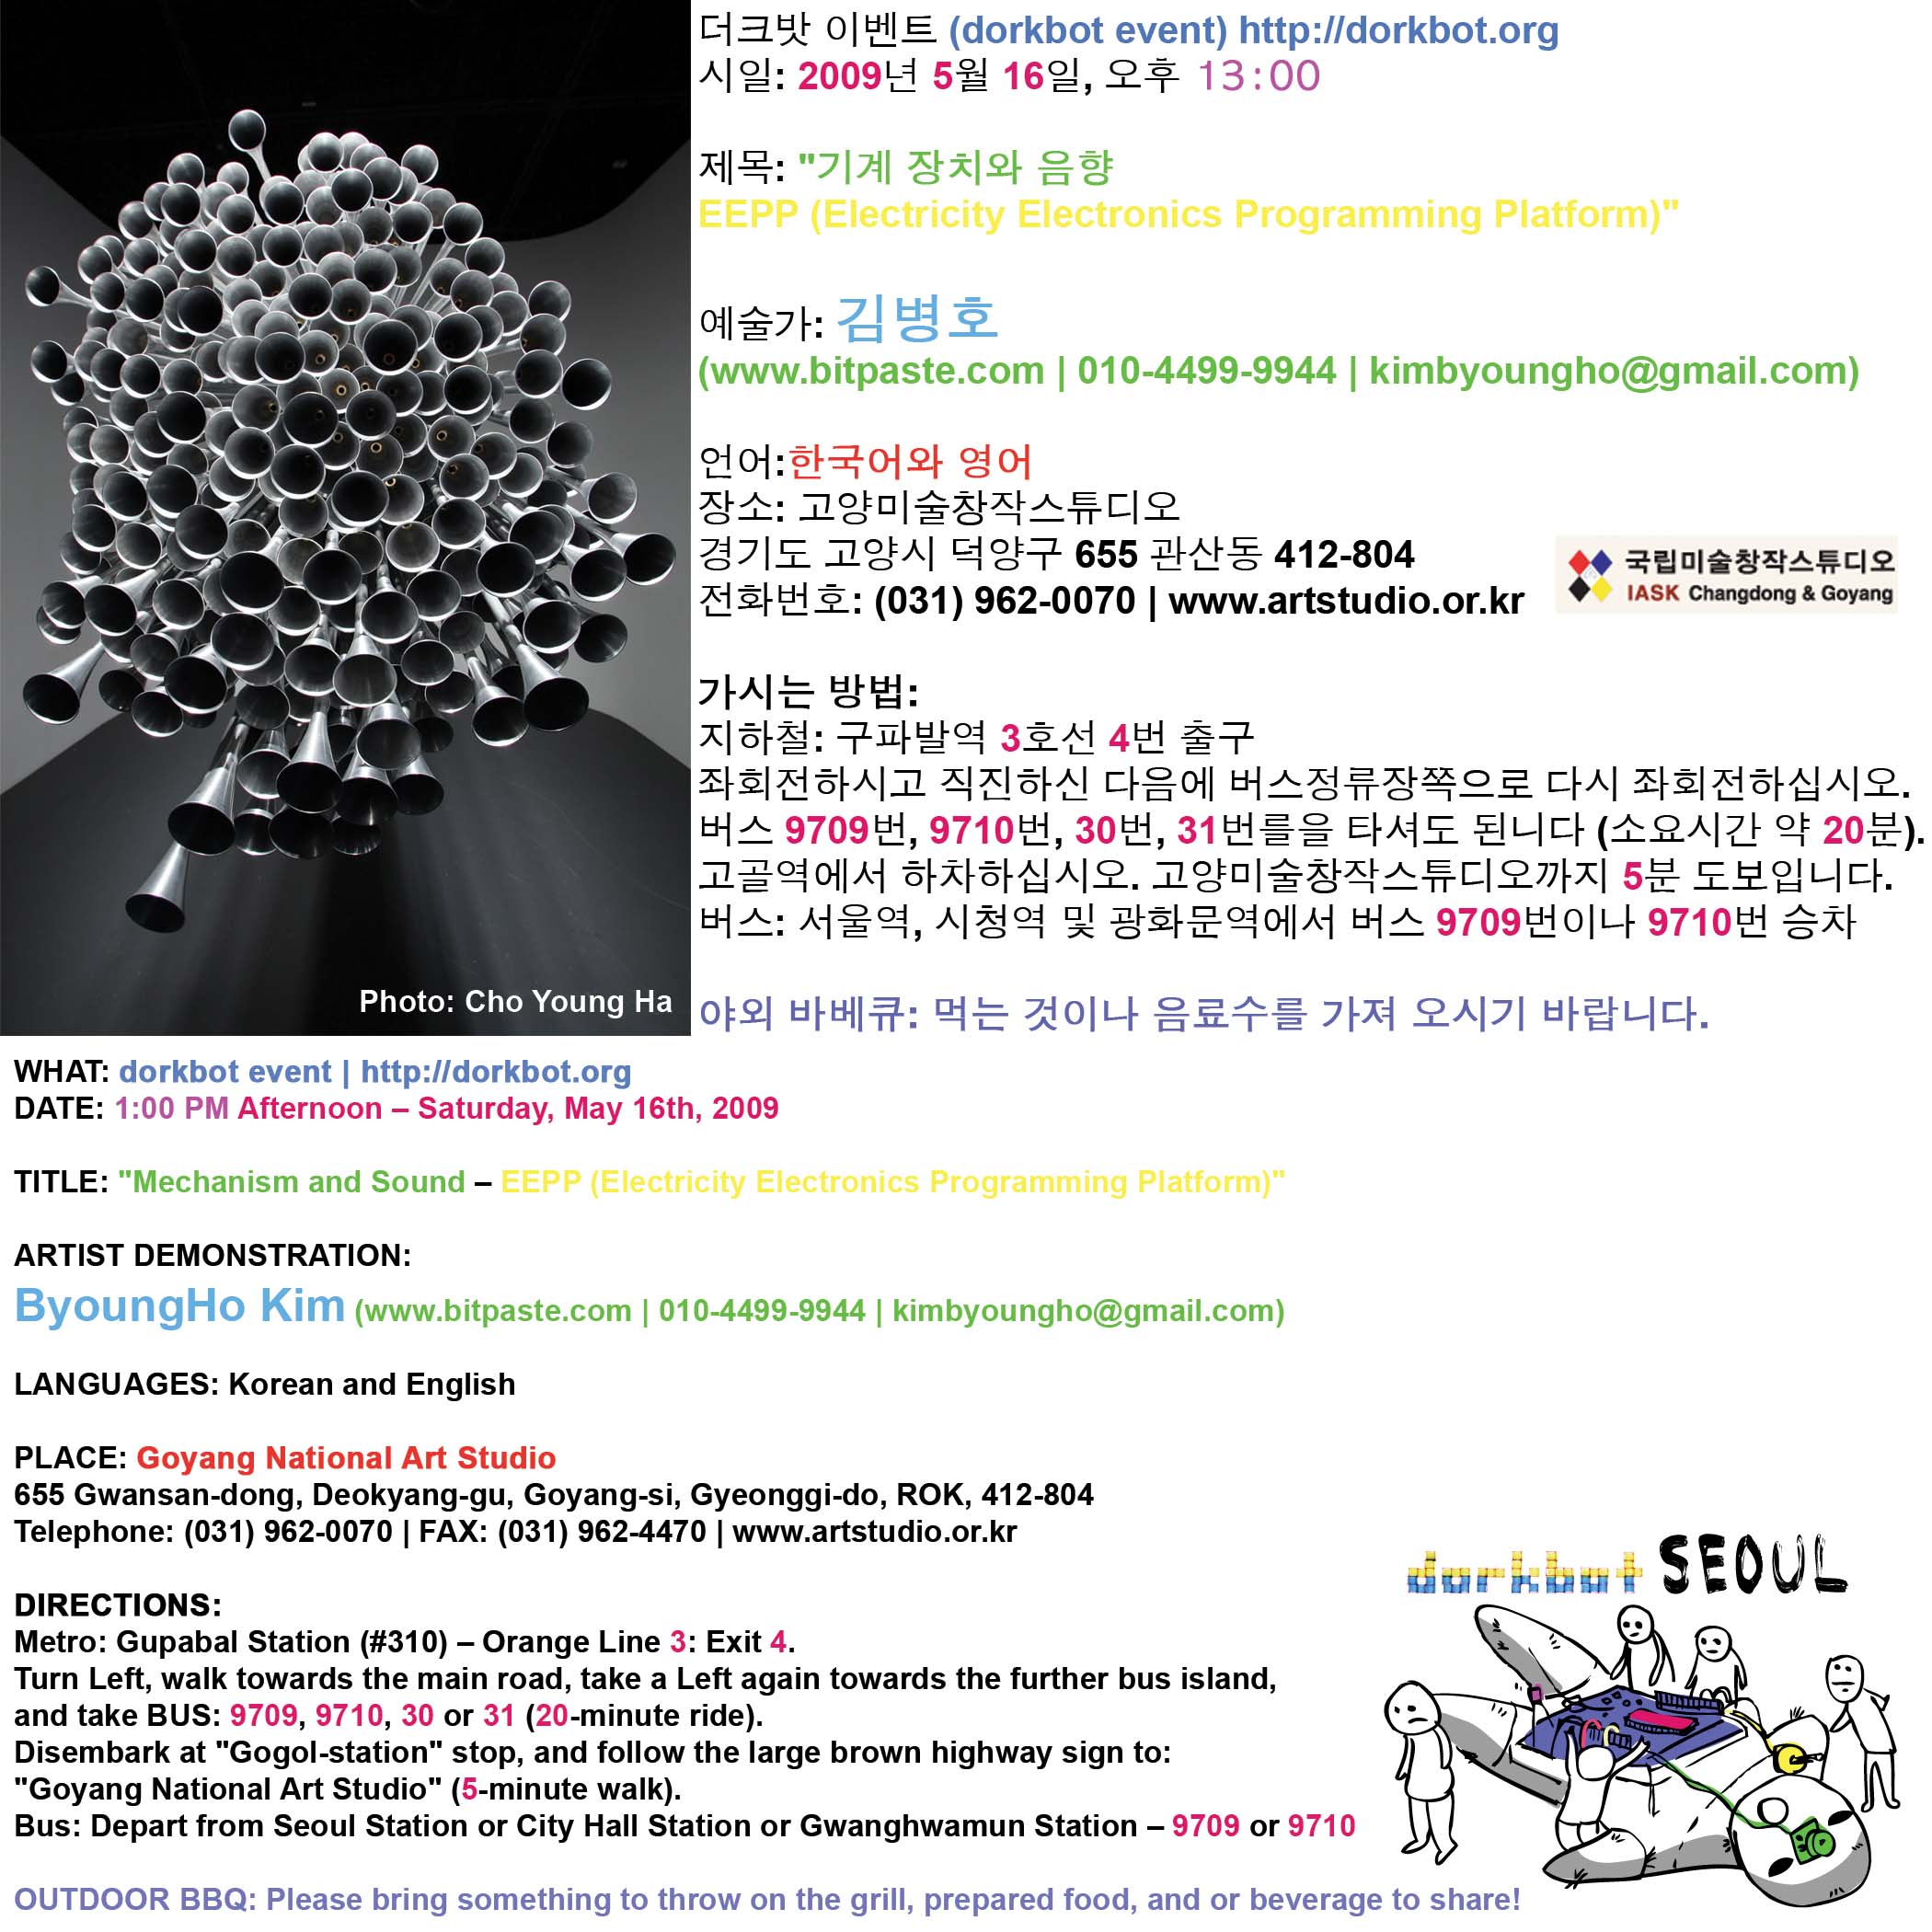 더크밧 이벤트 (dorkbot event) http://dorkbot.org
시일: 2009년 5월 16일, 오후 13:00
제목: "기계 장치와 음향
EEPP (Electricity Electronics Programming Platform)"
예술가: 김병호
(www.bitpaste.com | 010-4499-9944 | kimbyoungho@gmail.com)
언어:한국어와 영어
장소: 고양미술창작스튜디오
경기도 고양시 덕양구 655 관산동 412-804
전화번호: (031) 962-0070 | www.artstudio.or.kr
국립미술창작스튜디오
IASK Changdong & Goyang
가시는 방법:
지하철: 구파발역 3호선 4번 출구
좌회전하시고 직진하신 다음에 버스정류장쪽으로 다시 좌회전하십시오.
버스 9709번, 9710번, 30번, 31번를을 타셔도 된니다 (소요시간 약 20분).
고골역에서 하차하십시오. 고양미술창작스튜디오까지 5분 도보입니다.
버스: 서울역, 시청역 및 광화문역에서 버스 9709번이나 9710번 승차
야외 바베큐: 먹는 것이나 음료수를 가져 오시기 바랍니다.
Photo: Cho Young Ha
WHAT: dorkbot event | http://dorkbot.org
DATE: 1:00 PM Afternoon – Saturday, May 16th, 2009
TITLE: "Mechanism and Sound – EEPP (Electricity Electronics Programming Platform)"
ARTIST DEMONSTRATION:
ByoungHo Kim (www.bitpaste.com | 010-4499-9944 | kimbyoungho@gmail.com)
LANGUAGES: Korean and English
PLACE: Goyang National Art Studio
655 Gwansan-dong, Deokyang-gu, Goyang-si, Gyeonggi-do, ROK, 412-804
Telephone: (031) 962-0070 | FAX: (031) 962-4470 | www.artstudio.or.kr
DIRECTIONS:
Metro: Gupabal Station (#310) – Orange Line 3: Exit 4.
Turn Left, walk towards the main road, take a Left again towards the further bus island,
and take BUS: 9709, 9710, 30 or 31 (20-minute ride).
Disembark at "Gogol-station" stop, and follow the large brown highway sign to:
"Goyang National Art Studio" (5-minute walk).
Bus: Depart from Seoul Station or City Hall Station or Gwanghwamun Station – 9709 or 9710
OUTDOOR BBQ: Please bring something to throw on the grill, prepared food, and or beverage to share!
dorkbot SEOUL